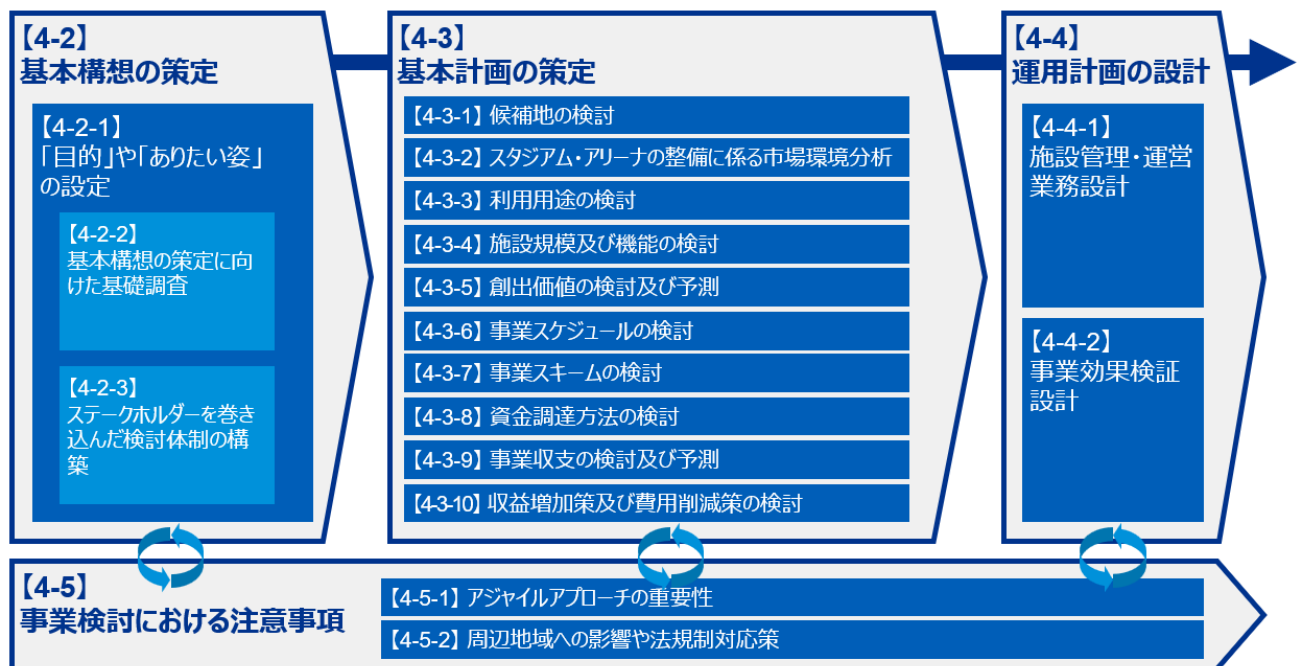 【4-2】
基本構想の策定
【4-2-1】
「目的」や「ありたい姿」
の設定
【4-2-2】
基本構想の策定に向
けた基礎調査
【4-2-3】
ステークホルダーを巻き
込んだ検討体制の構
築
【4-3】
基本計画の策定
【4-3-1】候補地の検討
【4-3-2】スタジアム・アリーナの整備に係る市場環境分析
【4-3-3】利用用途の検討
【4-3-4】施設規模及び機能の検討
【4-3-5】創出価値の検討及び予測
【4-3-6】事業スケジュールの検討
【4-3-7】事業スキームの検討
【4-3-8】資金調達方法の検討
【4-3-9】事業収支の検討及び予測
【4-3-10】収益増加策及び費用削減策の検討
【4-4】
運用計画の設計
【4-4-1】
施設管理・運営
業務設計
【4-4-2】
事業効果検証
設計
【4-5】
事業検討における注意事項
【4-5-1】アジャイルアプローチの重要性
【4-5-2】周辺地域への影響や法規制対応策